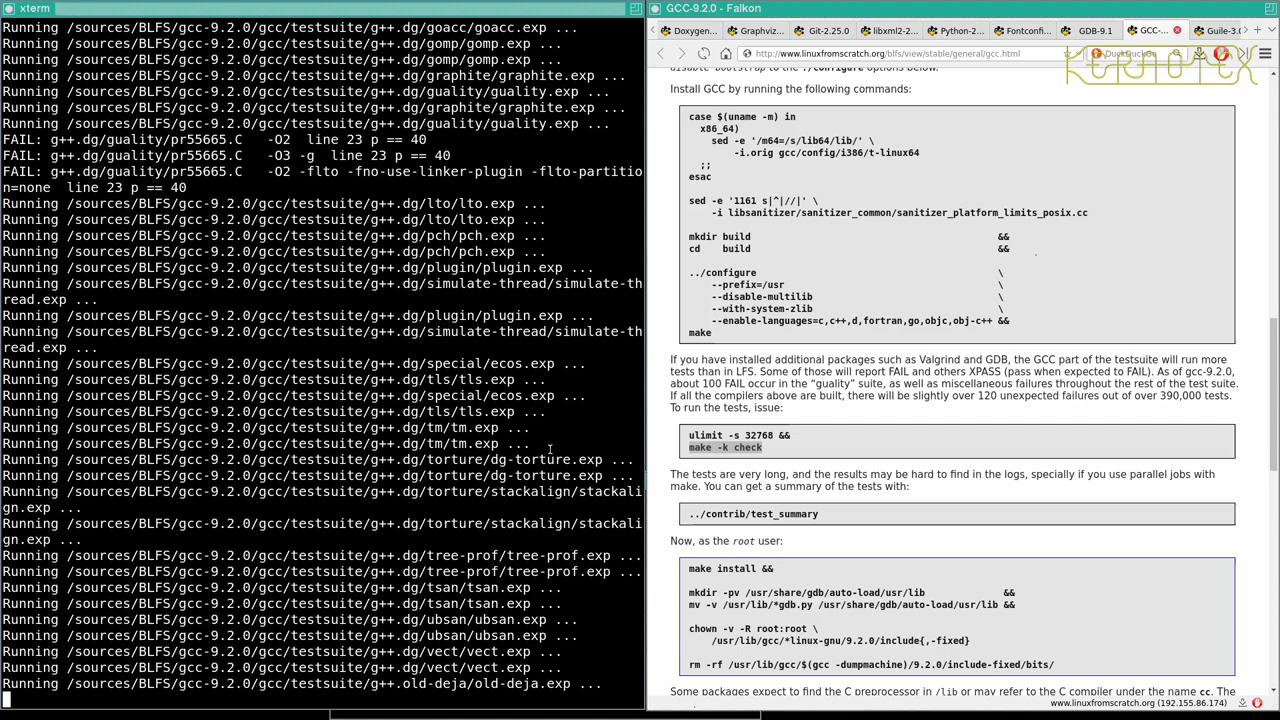 xterm
Running /sources/BLFS/gcc-9.2.0/gcc/testsuite/g++.dg/goacc/goacc.exp ...
Running /sources/BLFS/gcc-9.2.0/gcc/testsuite/g++.dg/gomp/gomp.exp ...
Running /sources/BLFS/gcc-9.2.0/gcc/testsuite/g++.dg/gomp/gomp.exp ...
Running /sources/BLFS/gcc-9.2.0/gcc/testsuite/g++.dg/graphite/graphite.exp ...
Running /sources/BLFS/gcc-9.2.0/gcc/testsuite/g++.dg/guality/guality.exp ...
Running /sources/BLFS/gcc-9.2.0/gcc/testsuite/g++.dg/graphite/graphite.exp ...
Running /sources/BLFS/gcc-9.2.0/gcc/testsuite/g++.dg/guality/guality.exp ...
FAIL: g++.dg/guality/pr55665.C   -O2  line 23 p == 40
FAIL: g++.dg/guality/pr55665.C   -O3 -g  line 23 p == 40
FAIL: g++.dg/guality/pr55665.C   -O2 -flto -fno-use-linker-plugin -flto-partitio
n=none  line 23 p == 40
Running /sources/BLFS/gcc-9.2.0/gcc/testsuite/g++.dg/lto/lto.exp ...
Running /sources/BLFS/gcc-9.2.0/gcc/testsuite/g++.dg/lto/lto.exp ...
Running /sources/BLFS/gcc-9.2.0/gcc/testsuite/g++.dg/pch/pch.exp ...
Running /sources/BLFS/gcc-9.2.0/gcc/testsuite/g++.dg/pch/pch.exp ...
Running /sources/BLFS/gcc-9.2.0/gcc/testsuite/g++.dg/plugin/plugin.exp ...
Running /sources/BLFS/gcc-9.2.0/gcc/testsuite/g++.dg/simulate-thread/simulate-th
read.exp ...
Running /sources/BLFS/gcc-9.2.0/gcc/testsuite/g++.dg/plugin/plugin.exp ...
Running /sources/BLFS/gcc-9.2.0/gcc/testsuite/g++.dg/simulate-thread/simulate-th
read.exp ...
Running /sources/BLFS/gcc-9.2.0/gcc/testsuite/g++.dg/special/ecos.exp ...
Running /sources/BLFS/gcc-9.2.0/gcc/testsuite/g++.dg/tls/tls.exp ...
Running /sources/BLFS/gcc-9.2.0/gcc/testsuite/g++.dg/special/ecos.exp ...
Running /sources/BLFS/gcc-9.2.0/gcc/testsuite/g++.dg/tls/tls.exp ...
Running /sources/BLFS/gcc-9.2.0/gcc/testsuite/g++.dg/tm/tm.exp ...
Running /sources/BLFS/gcc-9.2.0/gcc/testsuite/g++.dg/tm/tm.exp ...
Running /sources/BLFS/gcc-9.2.0/gcc/testsuite/g++.dg/torture/dg-torture.exp ...
Running /sources/BLFS/gcc-9.2.0/gcc/testsuite/g++.dg/torture/dg-torture.exp ...
Running /sources/BLFS/gcc-9.2.0/gcc/testsuite/g++.dg/torture/stackalign/stackali
gn.exp ...
Running /sources/BLFS/gcc-9.2.0/gcc/testsuite/g++.dg/torture/stackalign/stackali
gn.exp ...
Running /sources/BLFS/gcc-9.2.0/gcc/testsuite/g++.dg/tree-prof/tree-prof.exp ...
Running /sources/BLFS/gcc-9.2.0/gcc/testsuite/g++.dg/tree-prof/tree-prof.exp ...
Running /sources/BLFS/gcc-9.2.0/gcc/testsuite/g++.dg/tsan/tsan.exp ...
Running /sources/BLFS/gcc-9.2.0/gcc/testsuite/g++.dg/tsan/tsan.exp ...
Running /sources/BLFS/gcc-9.2.0/gcc/testsuite/g++.dg/ubsan/ubsan.exp ...
Running /sources/BLFS/gcc-9.2.0/gcc/testsuite/g++.dg/ubsan/ubsan.exp ...
Running /sources/BLFS/gcc-9.2.0/gcc/testsuite/g++.dg/vect/vect.exp ...
Running /sources/BLFS/gcc-9.2.0/gcc/testsuite/g++.dg/vect/vect.exp ...
Running /sources/BLFS/gcc-9.2.0/gcc/testsuite/g++.old-deja/old-deja.exp ...
GCC-9.2.0 - Falkon
Doxygen... Graphviz... Git-2.25.0 libxml2-... Python-2... Fontconfi... GDB-9.1 GCC-... Guile-3.0
http://www.linuxfromscratch.org/blfs/view/stable/general/gcc.html DuckDuckGo
disable-bootstrap to the ./configure options below.
Install GCC by running the following commands:
case $(uname -m) in
  x86_64)
    sed -e '/m64=/s/lib64/lib/' \
        -i.orig gcc/config/i386/t-linux64
  ;;
esac
sed -e '1161 s|^|//|' \
    -i libsanitizer/sanitizer_common/sanitizer_platform_limits_posix.cc
mkdir build                                            &&
cd    build                                            &&
../configure                                           \
    --prefix=/usr                                      \
    --disable-multilib                                 \
    --with-system-zlib                                 \
    --enable-languages=c,c++,d,fortran,go,objc,obj-c++ &&
make
If you have installed additional packages such as Valgrind and GDB, the GCC part of the testsuite will run more
tests than in LFS. Some of those will report FAIL and others XPASS (pass when expected to FAIL). As of gcc-9.2.0,
about 100 FAIL occur in the “guality” suite, as well as miscellaneous failures throughout the rest of the test suite.
If all the compilers above are built, there will be slightly over 120 unexpected failures out of over 390,000 tests.
To run the tests, issue:
ulimit -s 32768 &&
make -k check
The tests are very long, and the results may be hard to find in the logs, specially if you use parallel jobs with
make. You can get a summary of the tests with:
../contrib/test_summary
Now, as the root user:
make install &&
mkdir -pv /usr/share/gdb/auto-load/usr/lib              &&
mv -v /usr/lib/*gdb.py /usr/share/gdb/auto-load/usr/lib &&
chown -v -R root:root \
    /usr/lib/gcc/*linux-gnu/9.2.0/include{,-fixed}
rm -rf /usr/lib/gcc/$(gcc -dumpmachine)/9.2.0/include-fixed/bits/
Some packages expect to find the C preprocessor in /lib or may refer to the C compiler under the name cc. The
www.linuxfromscratch.org (192.155.86.174)